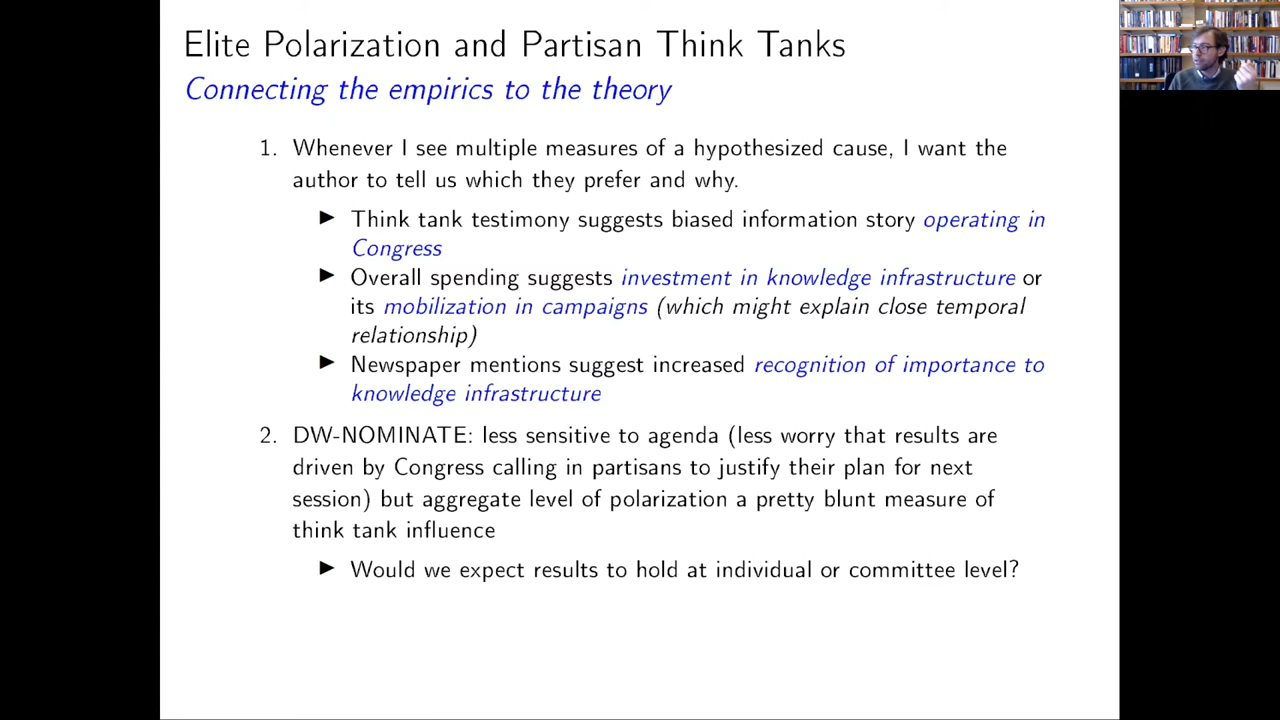 Elite Polarization and Partisan Think Tanks
Connecting the empirics to the theory
1. Whenever I see multiple measures of a hypothesized cause, I want the
author to tell us which they prefer and why.
▶ Think tank testimony suggests biased information story operating in
Congress
▶ Overall spending suggests investment in knowledge infrastructure or
its mobilization in campaigns (which might explain close temporal
relationship)
▶ Newspaper mentions suggest increased recognition of importance to
knowledge infrastructure
2. DW-NOMINATE: less sensitive to agenda (less worry that results are
driven by Congress calling in partisans to justify their plan for next
session) but aggregate level of polarization a pretty blunt measure of
think tank influence
▶ Would we expect results to hold at individual or committee level?